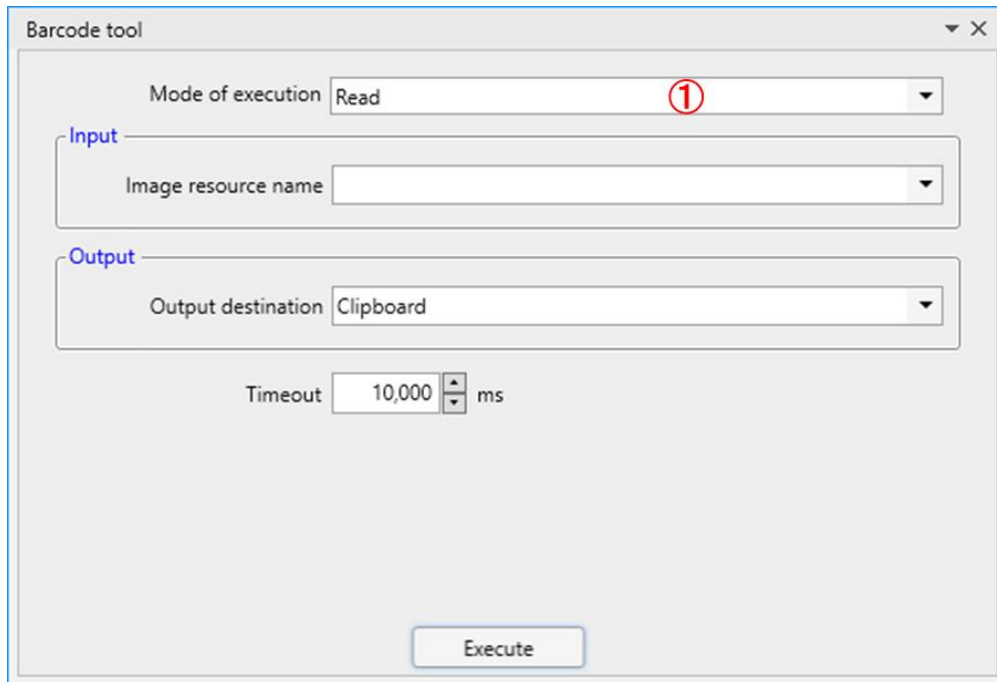 Barcode tool
Mode of execution Read ①
Input
Image resource name
Output
Output destination Clipboard
Timeout 10,000 ms
Execute